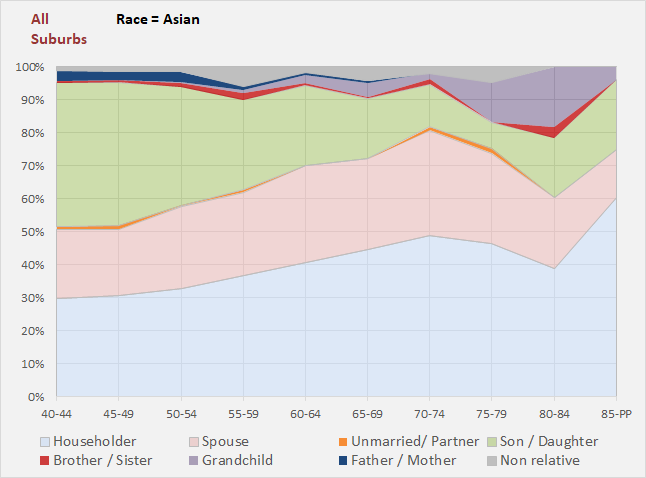 All
Suburbs
Race = Asian
100%
90%
80%
70%
60%
50%
40%
30%
20%
10%
0%
40-44 45-49 50-54 55-59 60-64 65-69 70-74 75-79 80-84 85-PP
Householder Spouse Unmarried/ Partner Son / Daughter
Brother / Sister Grandchild Father / Mother Non relative